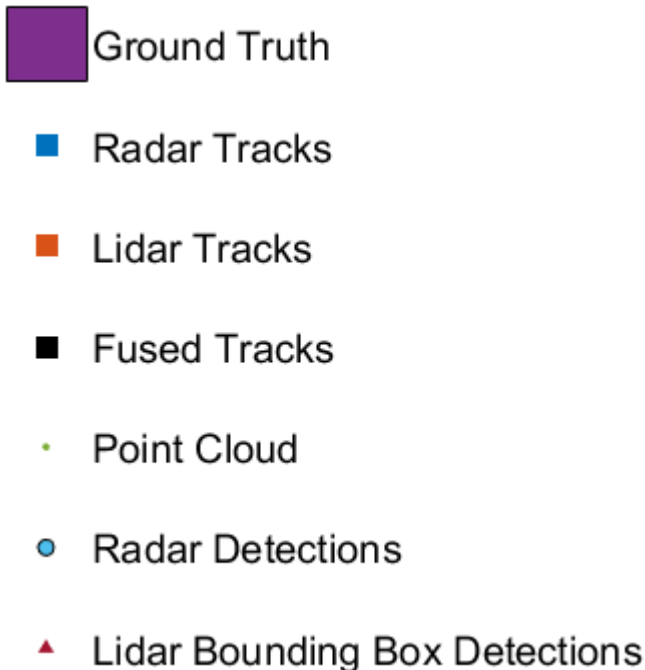 Ground Truth
Radar Tracks
Lidar Tracks
Fused Tracks
Point Cloud
Radar Detections
Lidar Bounding Box Detections